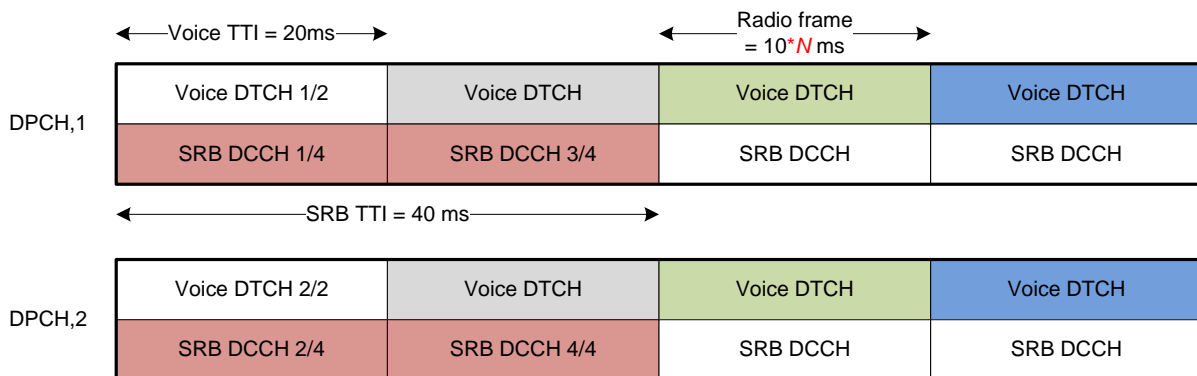 Voice TTI = 20ms
Radio frame
= 10*N ms
DPCH,1
Voice DTCH 1/2
Voice DTCH
Voice DTCH
Voice DTCH
SRB DCCH 1/4
SRB DCCH 3/4
SRB DCCH
SRB DCCH
SRB TTI = 40 ms
DPCH,2
Voice DTCH 2/2
Voice DTCH
Voice DTCH
Voice DTCH
SRB DCCH 2/4
SRB DCCH 4/4
SRB DCCH
SRB DCCH